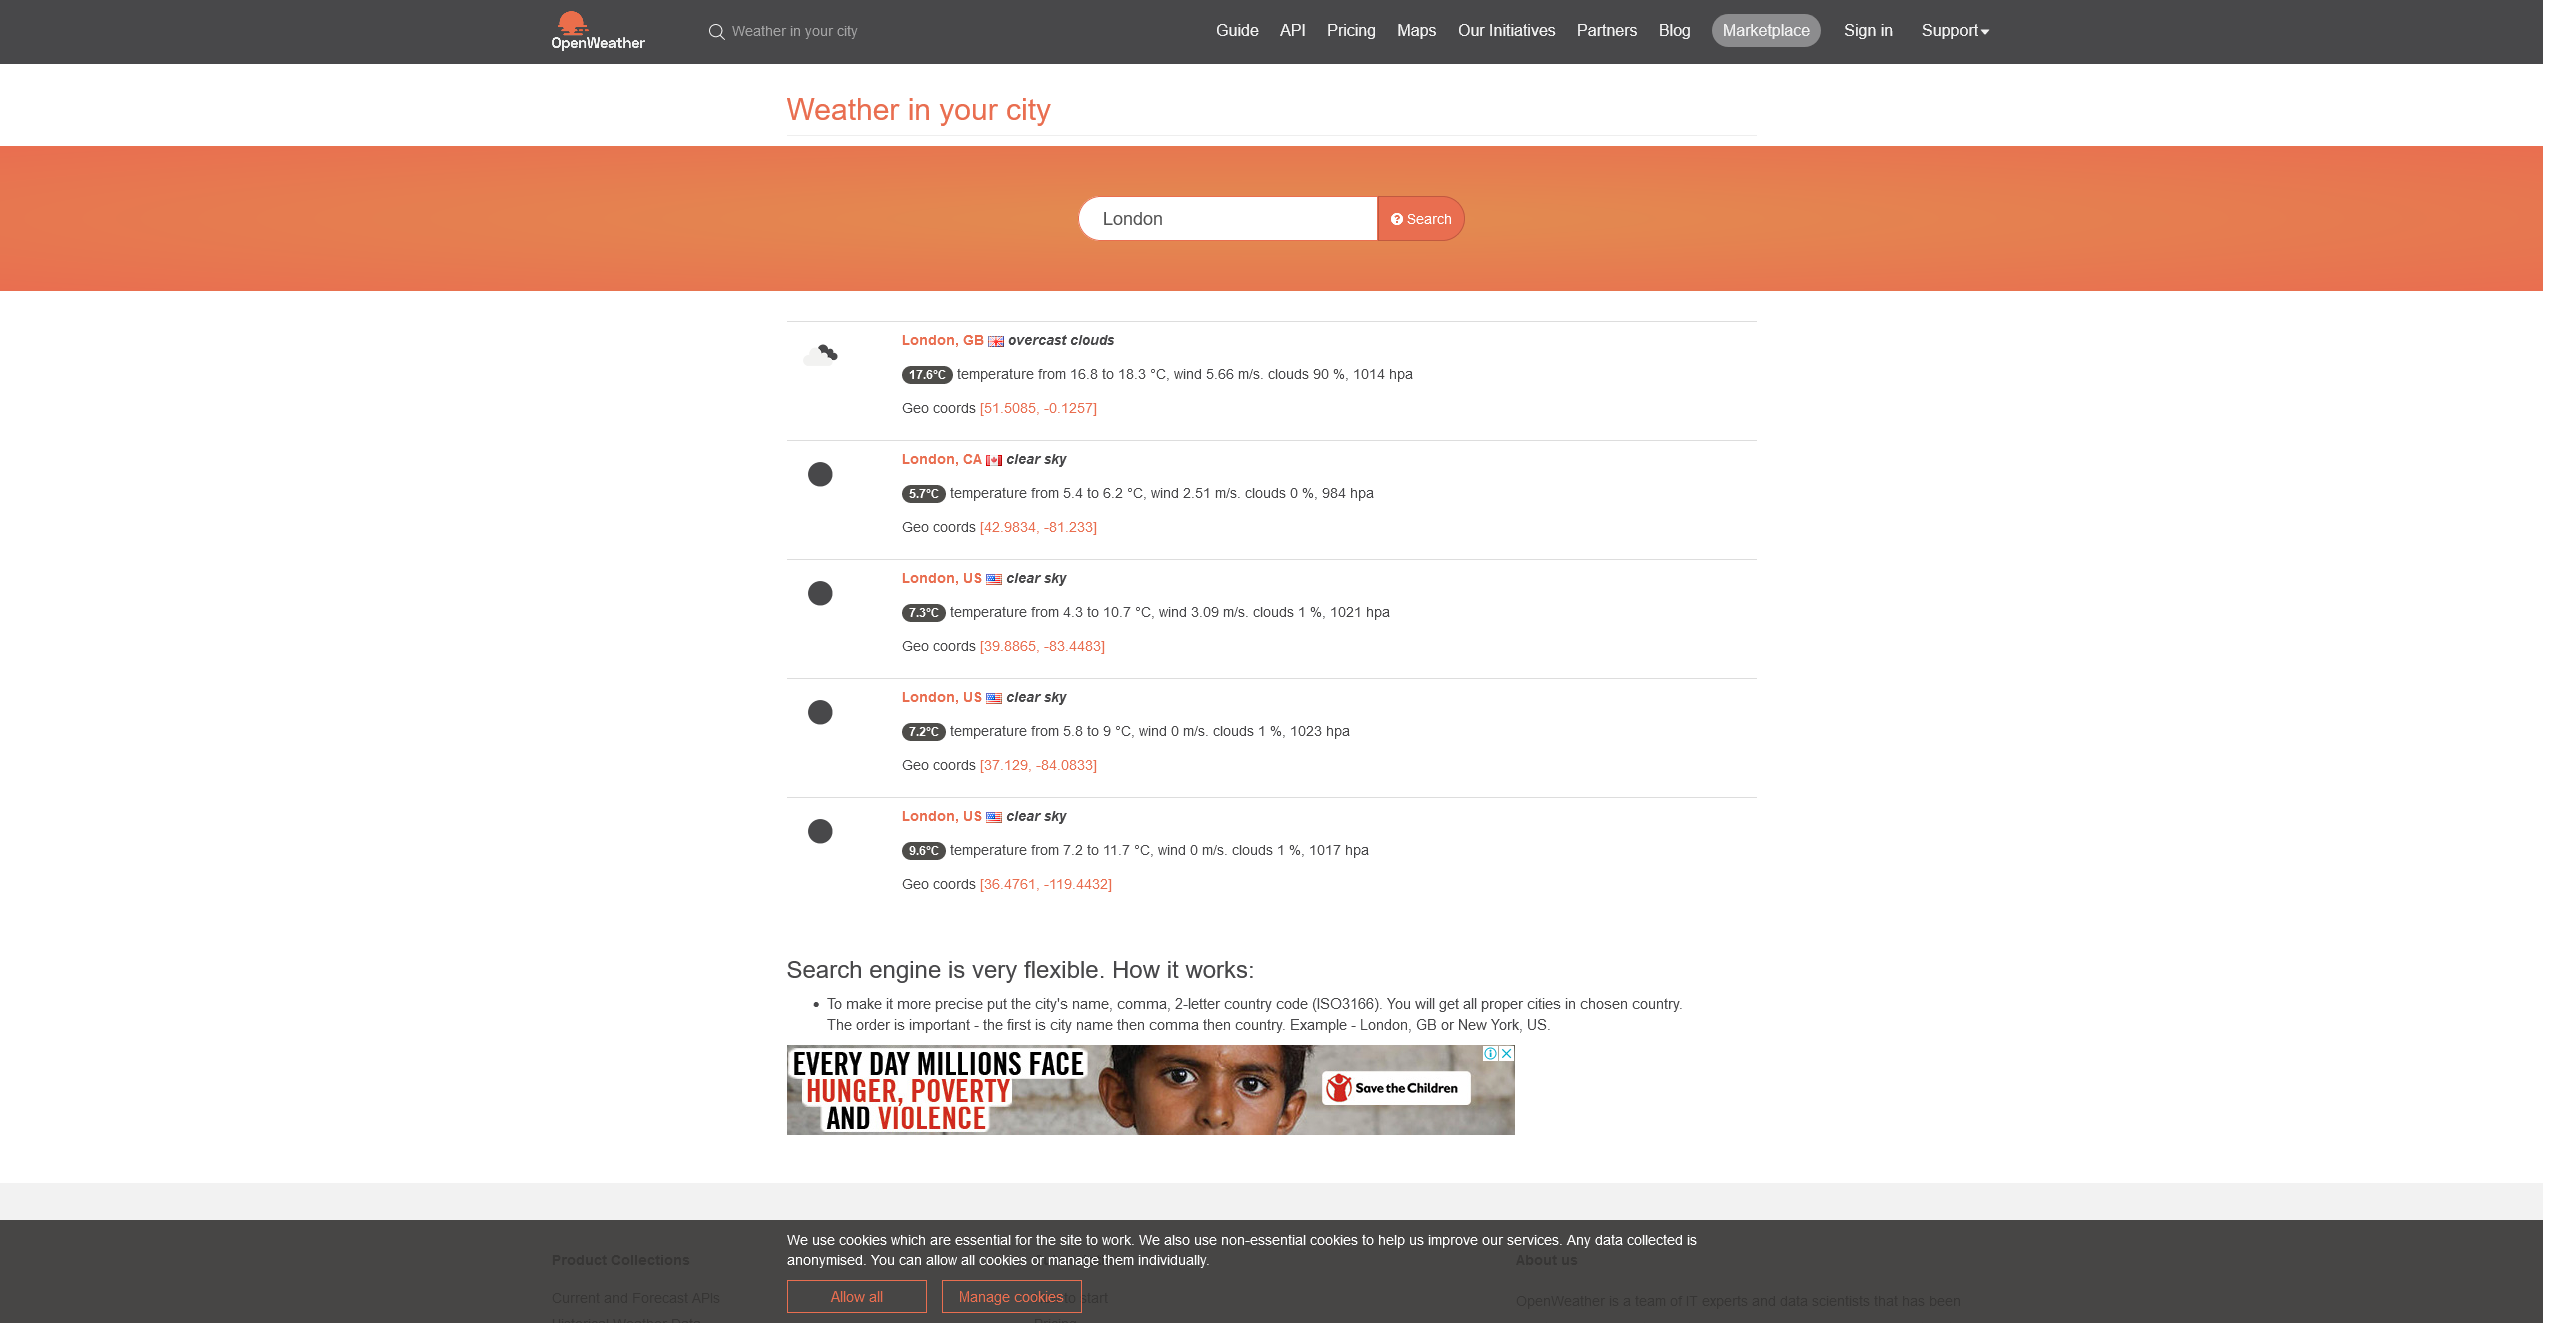 OpenWeather
Weather in your city
Guide API Pricing Maps Our Initiatives Partners Blog Marketplace Sign in Support
Weather in your city
London
Search
London, GB overcast clouds
17.6°C temperature from 16.8 to 18.3 °C, wind 5.66 m/s. clouds 90 %, 1014 hpa
Geo coords [51.5085, -0.1257]
London, CA clear sky
5.7°C temperature from 5.4 to 6.2 °C, wind 2.51 m/s. clouds 0 %, 984 hpa
Geo coords [42.9834, -81.233]
London, US clear sky
7.3°C temperature from 4.3 to 10.7 °C, wind 3.09 m/s. clouds 1 %, 1021 hpa
Geo coords [39.8865, -83.4483]
London, US clear sky
7.2°C temperature from 5.8 to 9 °C, wind 0 m/s. clouds 1 %, 1023 hpa
Geo coords [37.129, -84.0833]
London, US clear sky
9.6°C temperature from 7.2 to 11.7 °C, wind 0 m/s. clouds 1 %, 1017 hpa
Geo coords [36.4761, -119.4432]
Search engine is very flexible. How it works:
• To make it more precise put the city's name, comma, 2-letter country code (ISO3166). You will get all proper cities in chosen country.
The order is important - the first is city name then comma then country. Example - London, GB or New York, US.
EVERY DAY MILLIONS FACE
HUNGER, POVERTY
AND VIOLENCE
Save the Children
We use cookies which are essential for the site to work. We also use non-essential cookies to help us improve our services. Any data collected is
anonymised. You can allow all cookies or manage them individually.
Allow all
Manage cookies
Product Collections
Current and Forecast APIs
to start
About us
OpenWeather is a team of IT experts and data scientists that has been